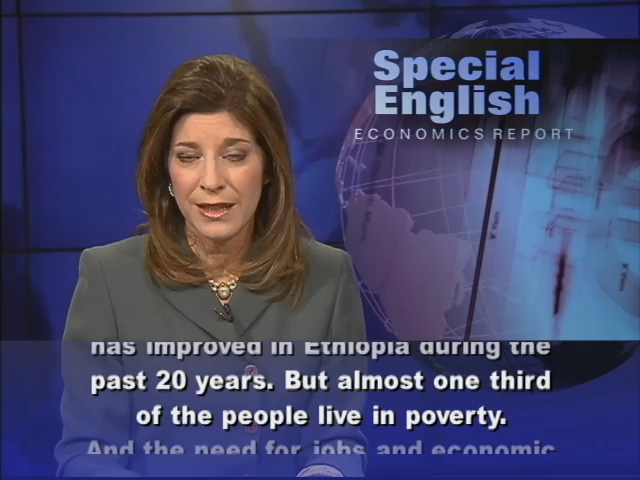 Special
English
ECONOMICS REPORT
has improved in Ethiopia during the
past 20 years. But almost one third
of the people live in poverty.
And the need for jobs and economic